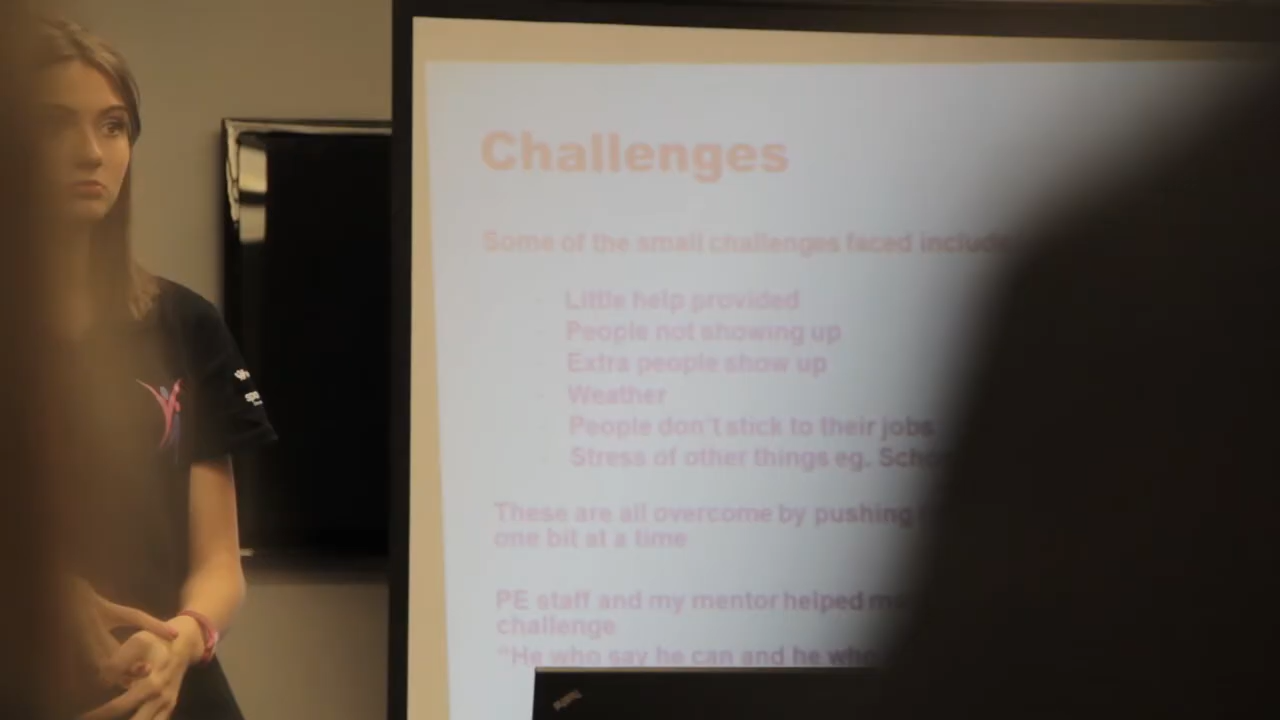 Challenges
Some of the small challenges faced include
Little help provided
People not showing up
Extra people show up
Weather
People don't stick to their jobs
Stress of other things eg.
These are all overcome by pushing
one bit at a time
PE staff and my mentor helped me
challenge
"He who say he can and he who